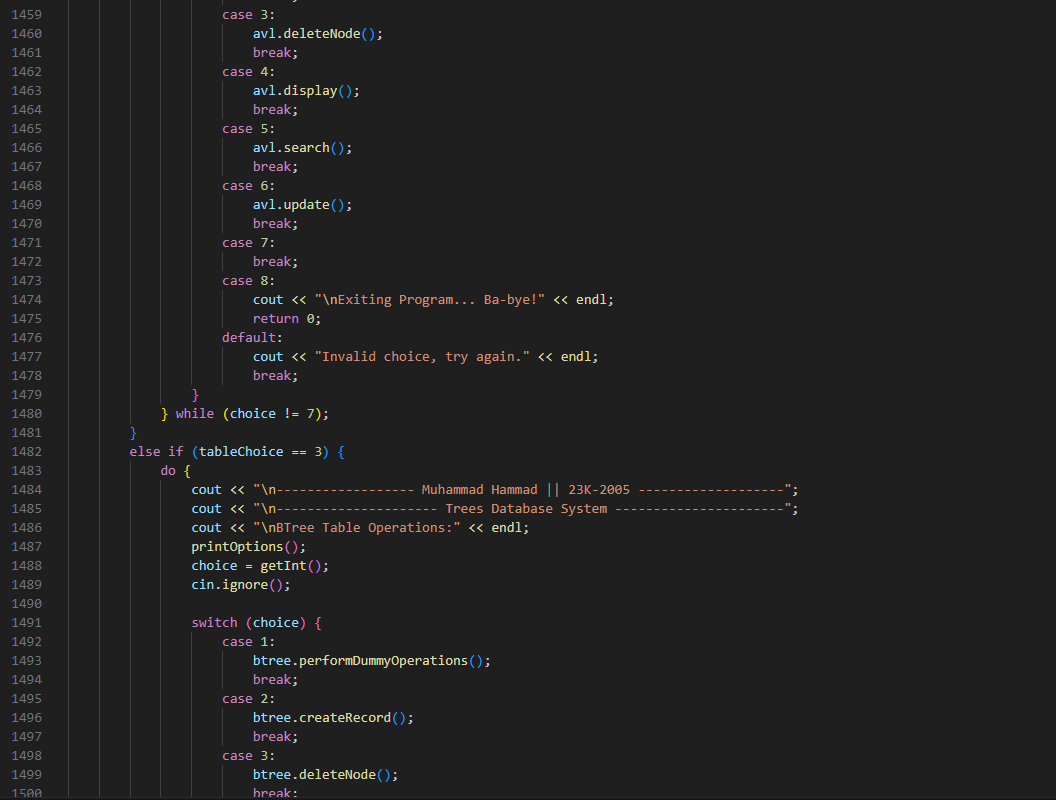 1459 case 3:
1460 avl.deleteNode();
1461 break;
1462 case 4:
1463 avl.display();
1464 break;
1465 case 5:
1466 avl.search();
1467 break;
1468 case 6:
1469 avl.update();
1470 break;
1471 case 7:
1472 break;
1473 case 8:
1474 cout << "\nExiting Program... Ba-bye!" << endl;
1475 return 0;
1476 default:
1477 cout << "Invalid choice, try again." << endl;
1478 break;
1479 }
1480 } while (choice != 7);
1481 }
1482 else if (tableChoice == 3) {
1483 do {
1484 cout << "\n------------------ Muhammad Hammad || 23K-2005 -------------------";
1485 cout << "\n--------------------- Trees Database System ----------------------";
1486 cout << "\nBTree Table Operations:" << endl;
1487 printOptions();
1488 choice = getInt();
1489 cin.ignore();
1490
1491 switch (choice) {
1492 case 1:
1493 btree.performDummyOperations();
1494 break;
1495 case 2:
1496 btree.createRecord();
1497 break;
1498 case 3:
1499 btree.deleteNode();
1500 break;